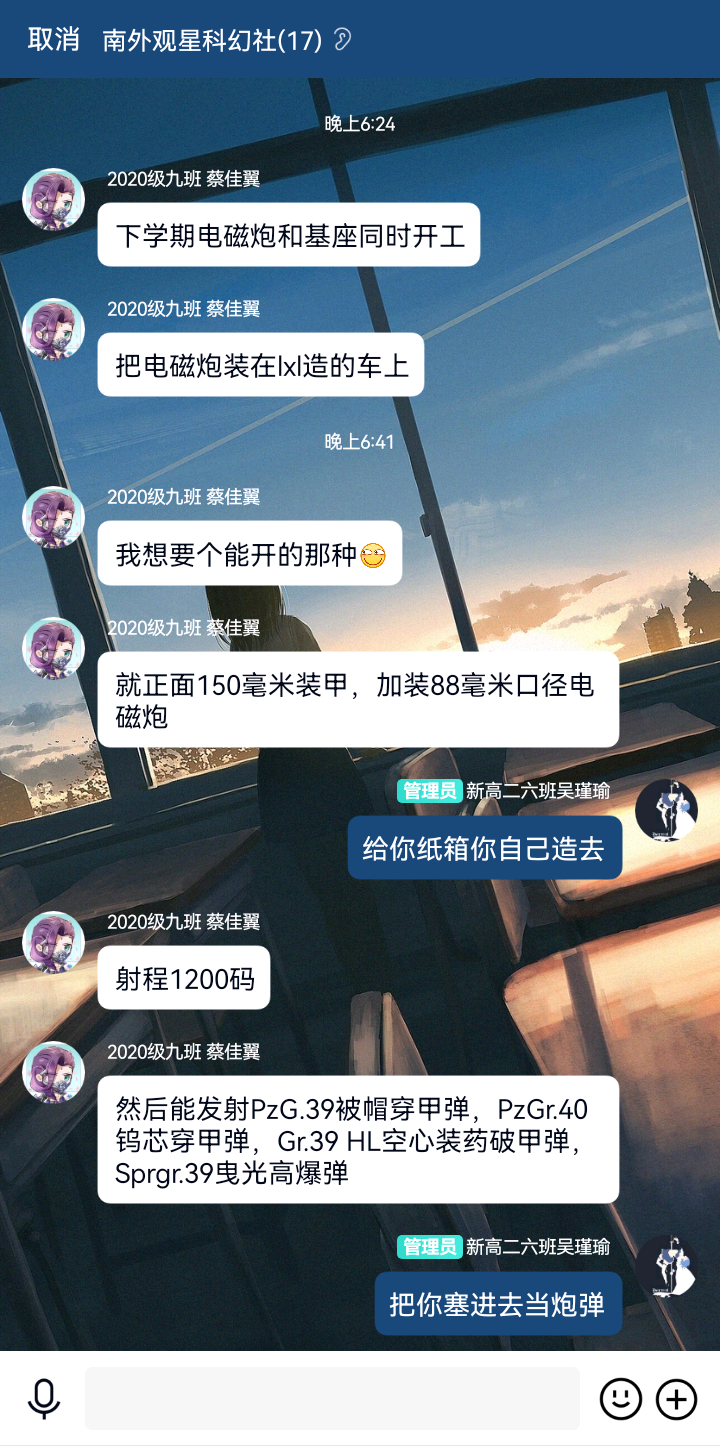 取消 南外观星科幻社(17)
晚上6:24
2020级九班 蔡佳翼
下学期电磁炮和基座同时开工
2020级九班 蔡佳翼
把电磁炮装在lxl造的车上
晚上6:41
2020级九班 蔡佳翼
我想要个能开的那种
2020级九班 蔡佳翼
就正面150毫米装甲，加装88毫米口径电
磁炮
管理员 新高二六班吴瑾瑜
给你纸箱你自己造去
2020级九班 蔡佳翼
射程1200码
2020级九班 蔡佳翼
然后能发射PzG.39被帽穿甲弹，PzGr.40
钨芯穿甲弹，Gr.39 HL空心装药破甲弹，
Sprgr.39曳光高爆弹
管理员 新高二六班吴瑾瑜
把你塞进去当炮弹